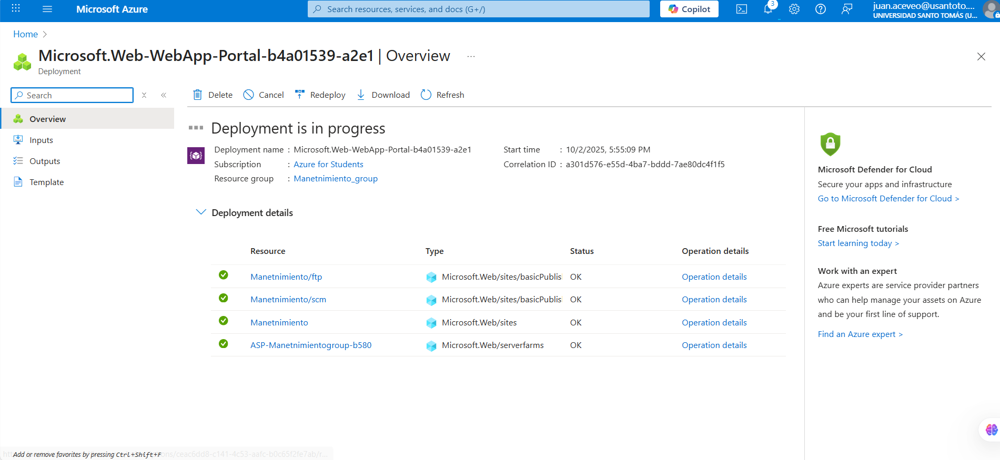 Microsoft Azure
Search resources, services, and docs (G+/)
Copilot
3
juan.aceveo@usantoto....
UNIVERSIDAD SANTO TOMÁS (U...
Home
Microsoft.Web-WebApp-Portal-b4a01539-a2e1 | Overview ...
Deployment
Search
Delete
Cancel
Redeploy
Download
Refresh
Overview
Inputs
Outputs
Template
Deployment is in progress
Deployment name : Microsoft.Web-WebApp-Portal-b4a01539-a2e1
Subscription : Azure for Students
Resource group : Manetnimiento_group
Start time : 10/2/2025, 5:55:09 PM
Correlation ID : a301d576-e55d-4ba7-bddd-7ae80dc4f1f5
Deployment details
Resource Type Status Operation details
Manetnimiento/ftp Microsoft.Web/sites/basicPublis OK Operation details
Manetnimiento/scm Microsoft.Web/sites/basicPublis OK Operation details
Manetnimiento Microsoft.Web/sites OK Operation details
ASP-Manetnimientogroup-b580 Microsoft.Web/serverfarms OK Operation details
Microsoft Defender for Cloud
Secure your apps and infrastructure
Go to Microsoft Defender for Cloud >
Free Microsoft tutorials
Start learning today >
Work with an expert
Azure experts are service provider partners
who can help manage your assets on Azure
and be your first line of support.
Find an Azure expert >
Add or remove favorites by pressing Ctrl+Shift+F
ons/ceac6dd8-c141-4c53-aafc-b0c65f2fe7ab/r...